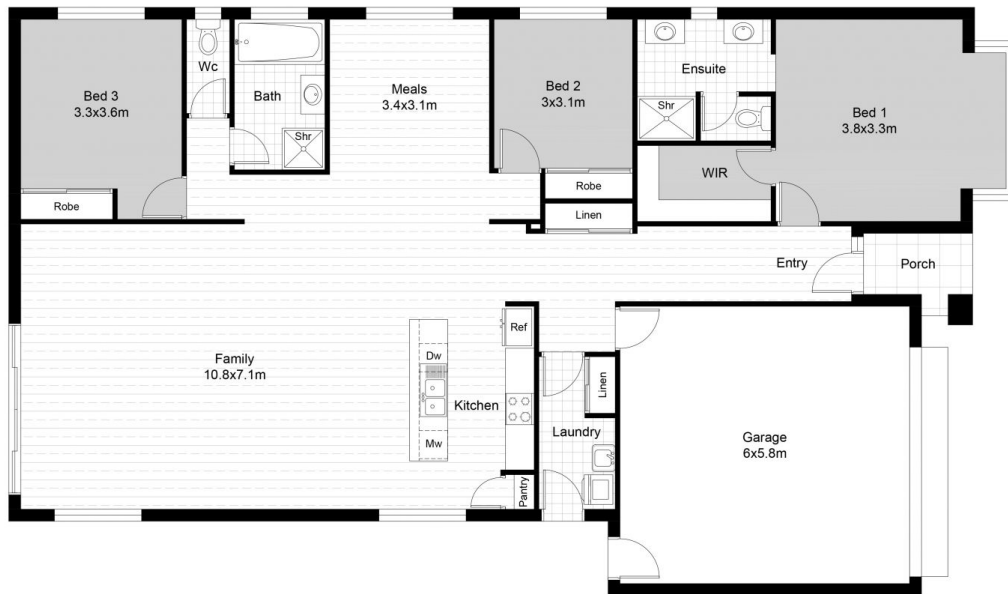 Bed 3
3.3x3.6m
Wc
Bath
Shr
Meals
3.4x3.1m
Bed 2
3x3.1m
Ensuite
Shr
Bed 1
3.8x3.3m
WIR
Robe
Robe
Linen
Entry
Porch
Family
10.8x7.1m
Ref
Dw
Kitchen
Mw
Pantry
Linen
Laundry
Garage
6x5.8m